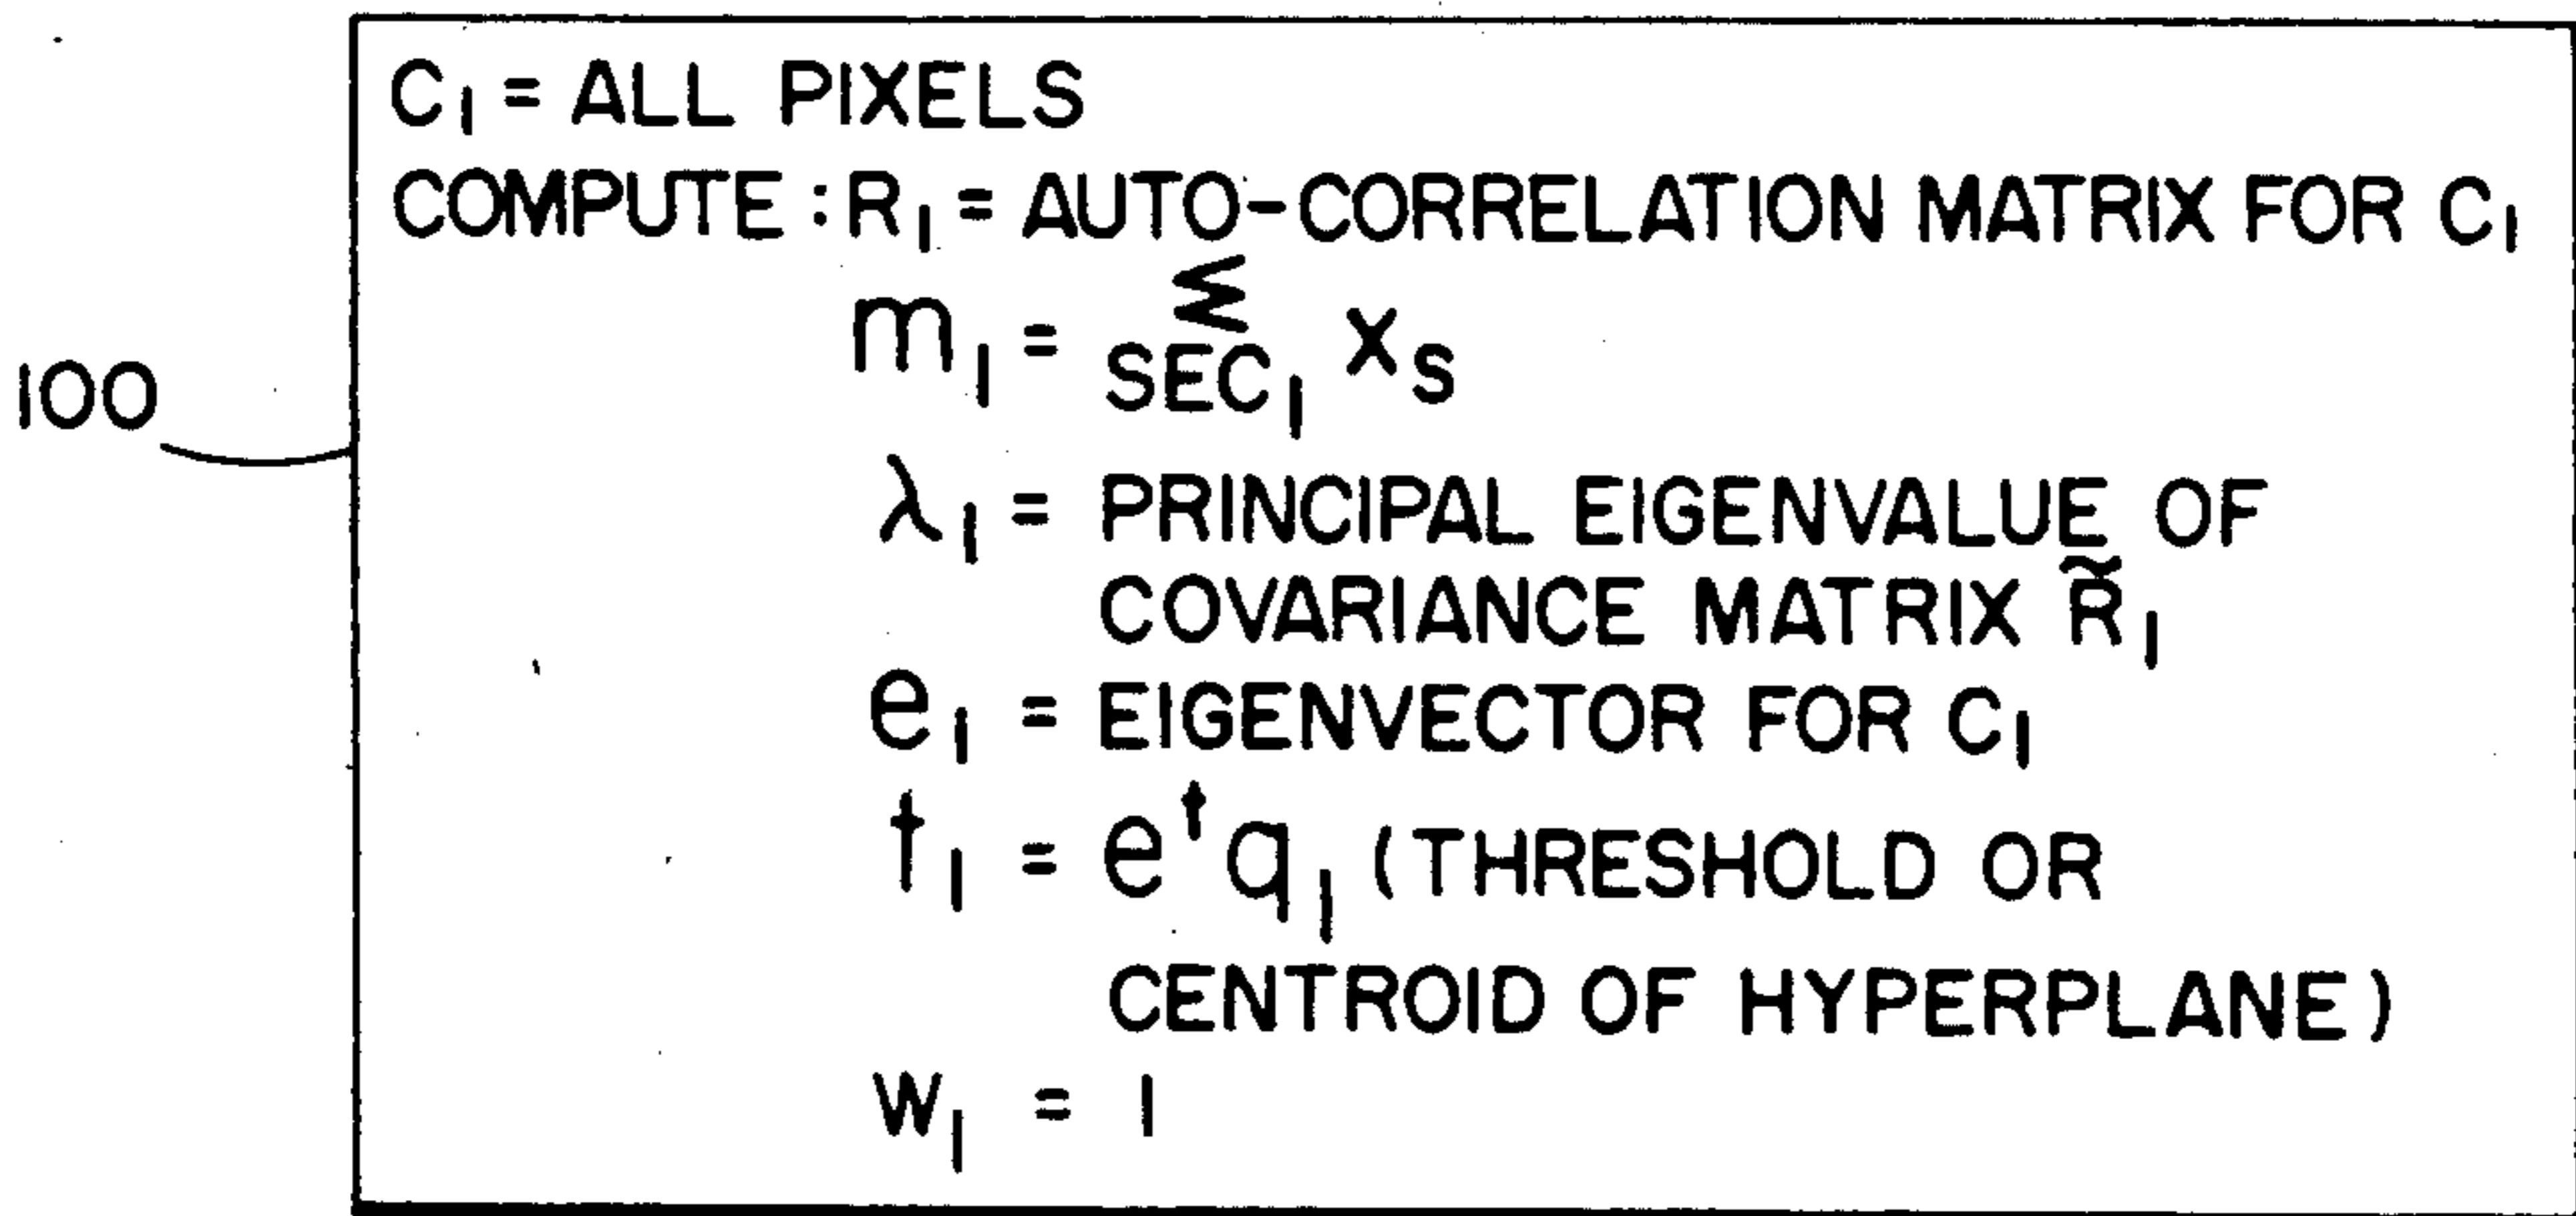 C₁ = ALL PIXELS
COMPUTE : R₁ = AUTO-CORRELATION MATRIX FOR C₁
m₁ = Σ SEC₁ xₛ
100
λ₁ = PRINCIPAL EIGENVALUE OF
COVARIANCE MATRIX R̃₁
e₁ = EIGENVECTOR FOR C₁
t₁ = eᵗ q₁ (THRESHOLD OR
CENTROID OF HYPERPLANE)
W₁ = 1